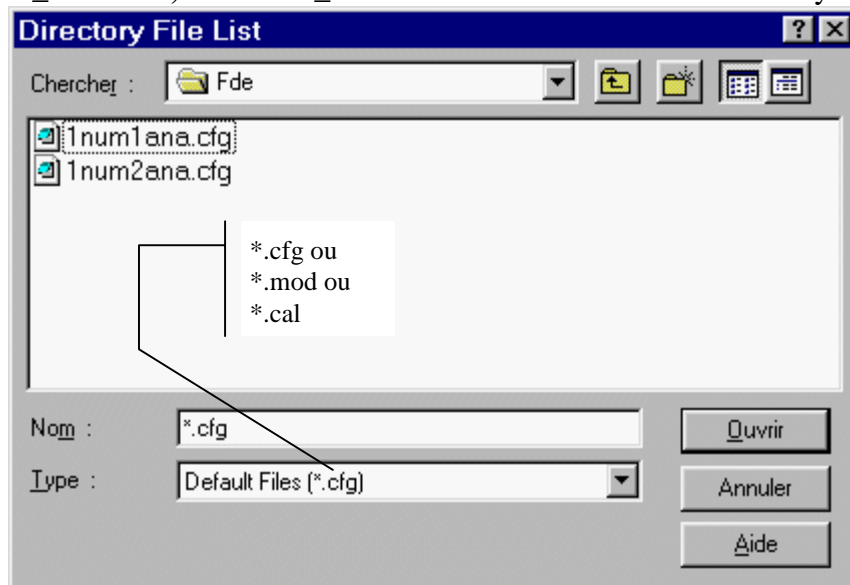 Directory File List
Chercher :
Fde
1num1ana.cfg
1num2ana.cfg
*.cfg ou
*.mod ou
*.cal
Nom :
*.cfg
Ouvrir
Type :
Default Files (*.cfg)
Annuler
Aide